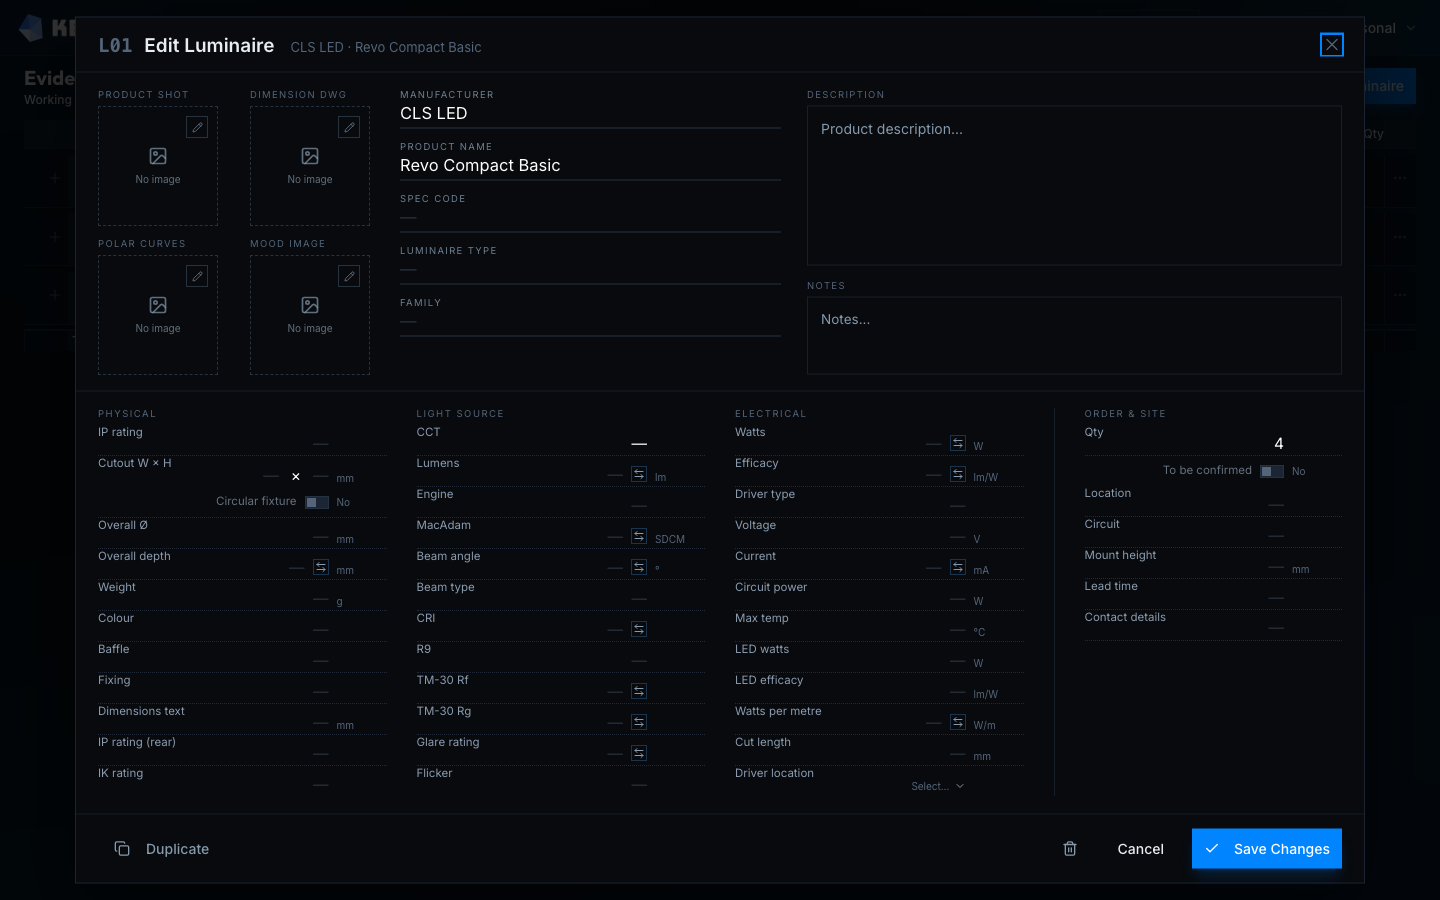 L01 Edit Luminaire CLS LED · Revo Compact Basic
PRODUCT SHOT
DIMENSION DWG
No image
No image
POLAR CURVES
MOOD IMAGE
No image
No image
MANUFACTURER
CLS LED
PRODUCT NAME
Revo Compact Basic
SPEC CODE
—
LUMINAIRE TYPE
—
FAMILY
—
DESCRIPTION
Product description...
NOTES
Notes...
PHYSICAL
IP rating —
Cutout W × H — × — mm
Circular fixture No
Overall Ø — mm
Overall depth — mm
Weight — g
Colour —
Baffle —
Fixing —
Dimensions text — mm
IP rating (rear) —
IK rating —
LIGHT SOURCE
CCT —
Lumens — lm
Engine —
MacAdam — SDCM
Beam angle — °
Beam type —
CRI —
R9 —
TM-30 Rf —
TM-30 Rg —
Glare rating —
Flicker —
ELECTRICAL
Watts — W
Efficacy — lm/W
Driver type —
Voltage — V
Current — mA
Circuit power — W
Max temp — °C
LED watts — W
LED efficacy — lm/W
Watts per metre — W/m
Cut length — mm
Driver location Select...
ORDER & SITE
Qty 4
To be confirmed No
Location —
Circuit —
Mount height — mm
Lead time —
Contact details —
Duplicate
Cancel
Save Changes
Working
Qty